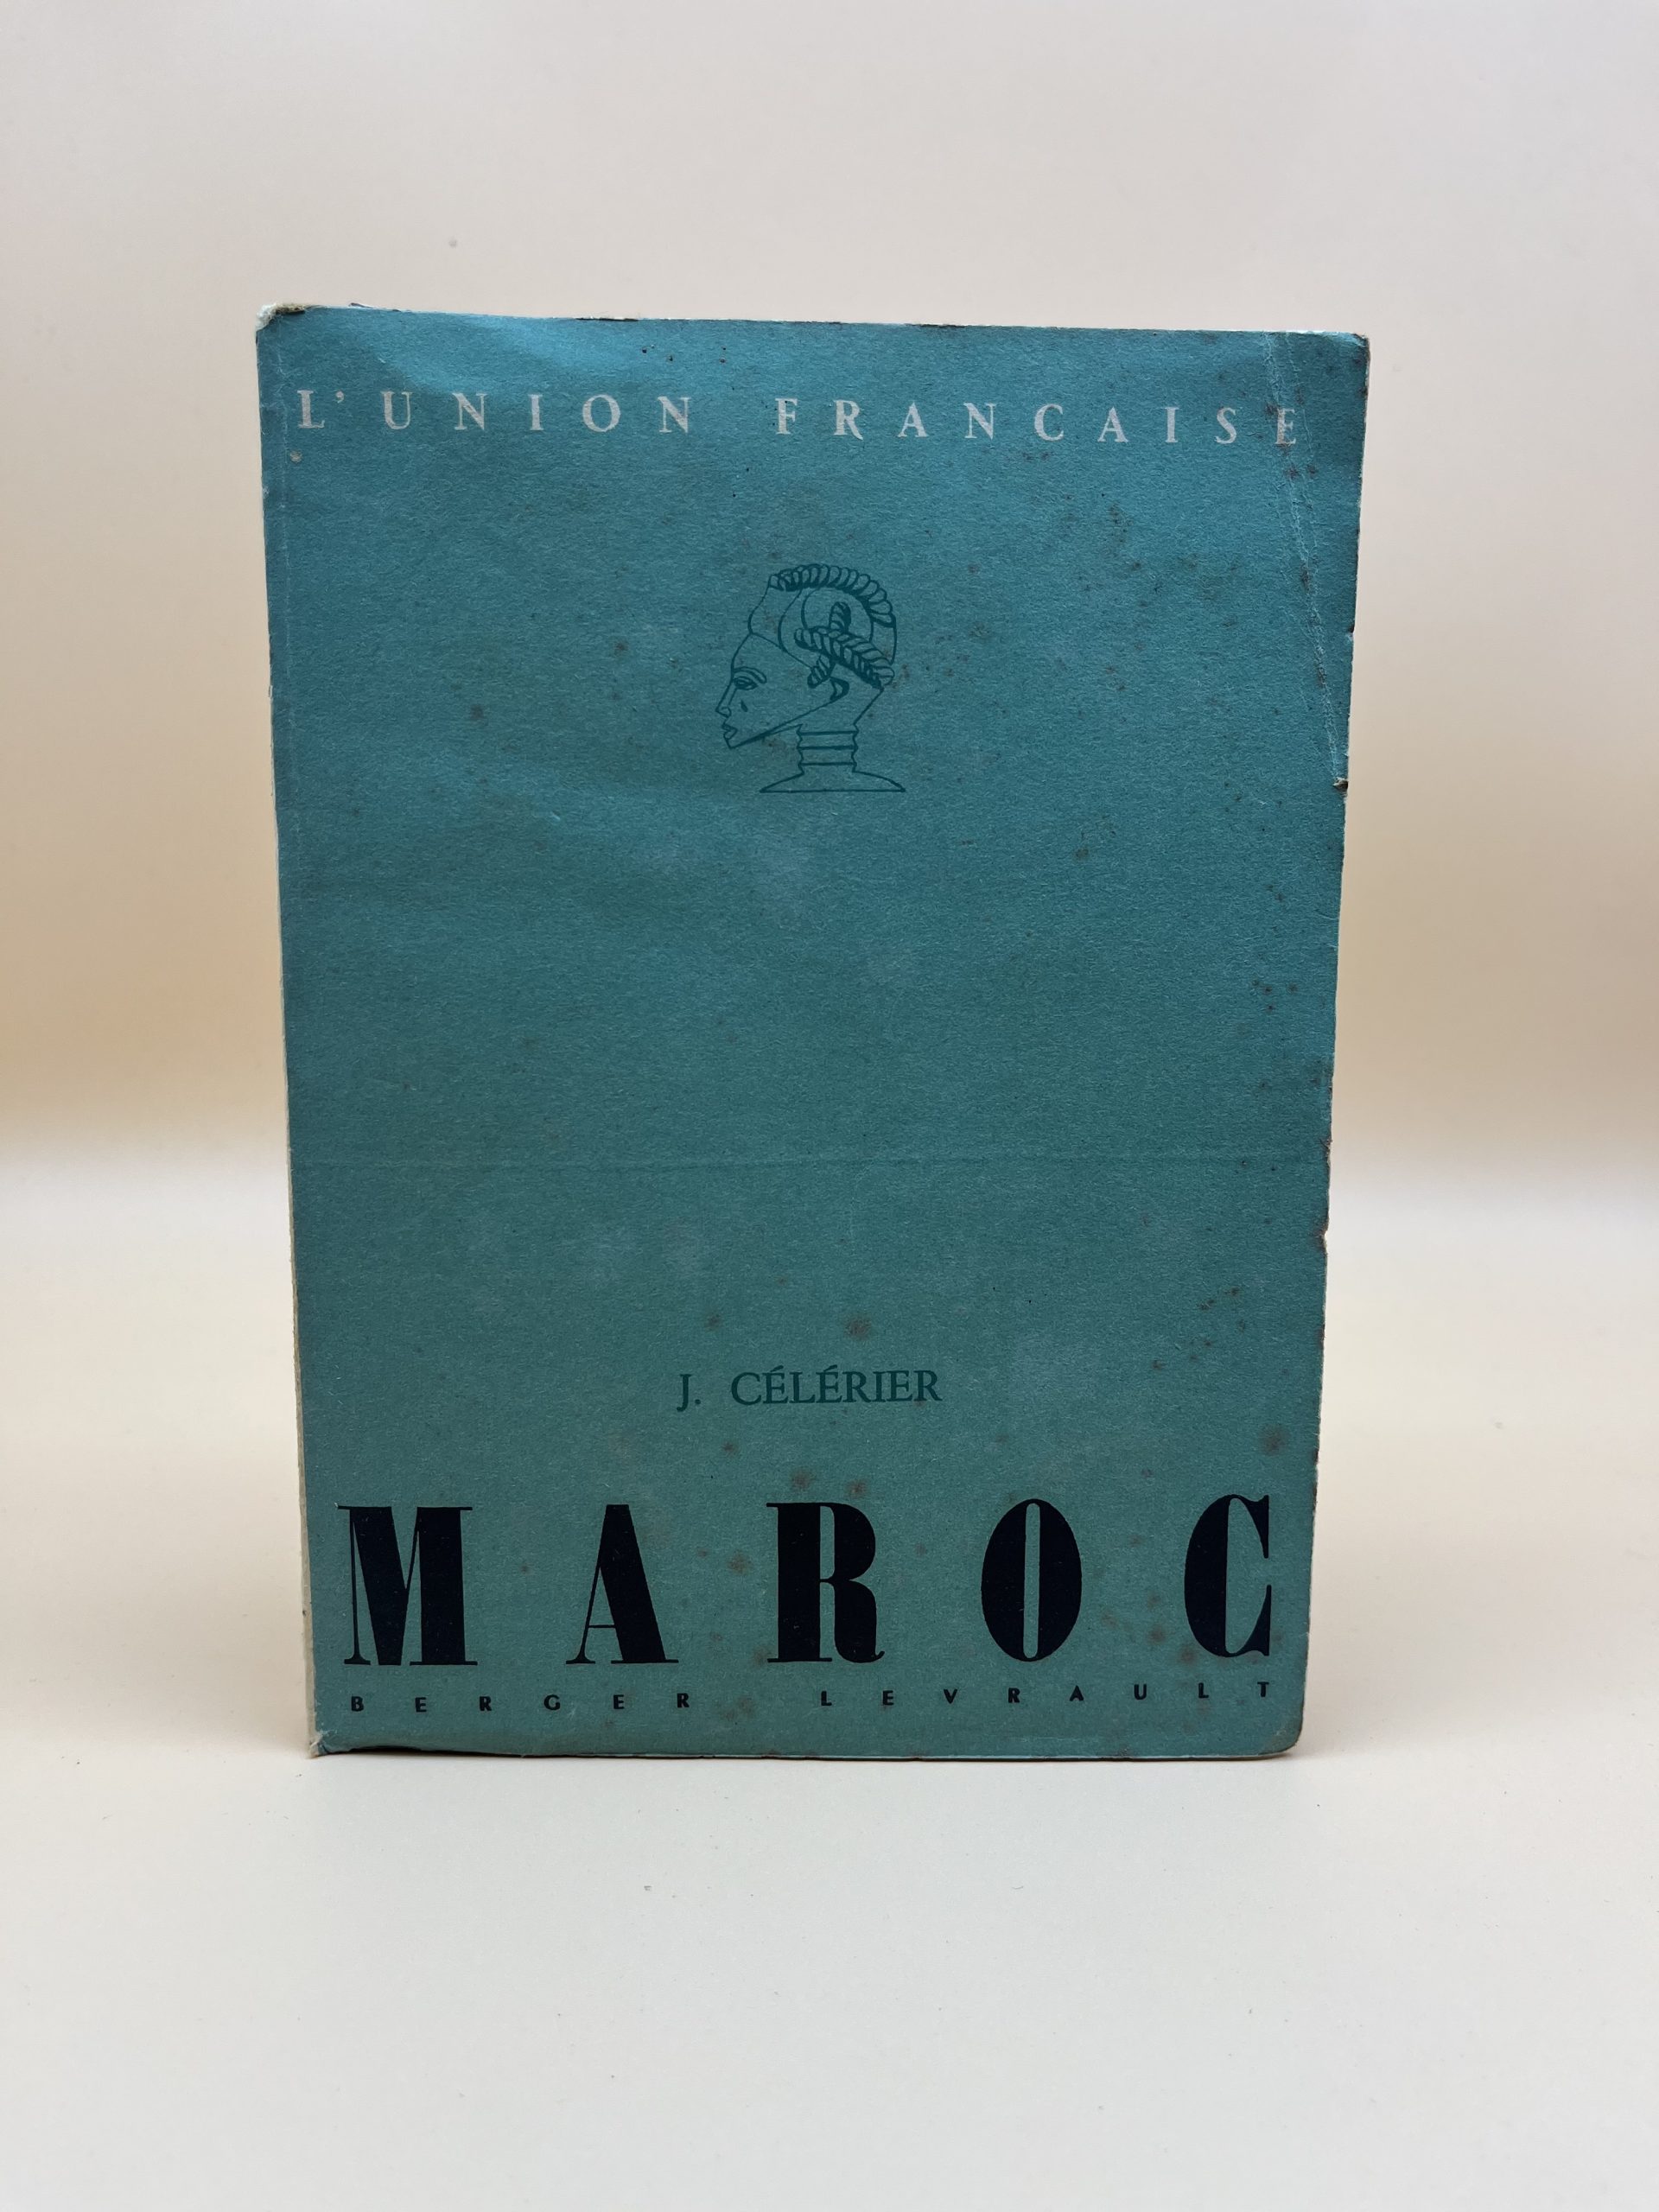 L'UNION FRANCAISE
J. CÉLÉRIER
MAROC
BERGER LEVRAULT